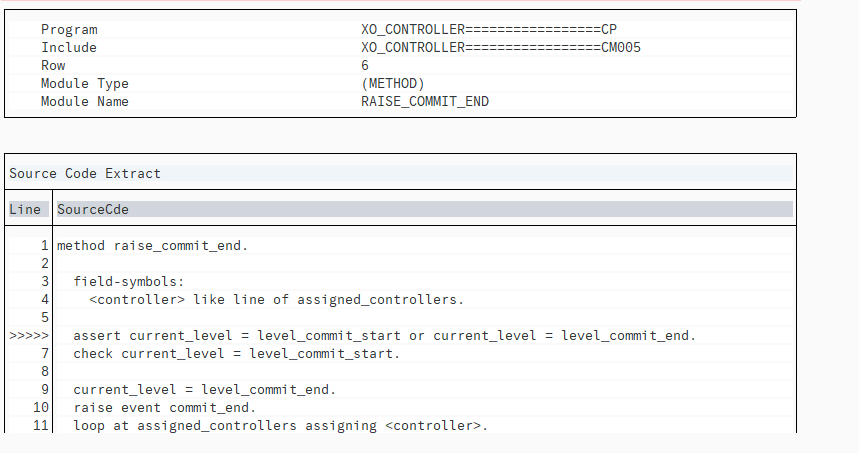 Program XO_CONTROLLER=================CP
Include XO_CONTROLLER=================CM005
Row 6
Module Type (METHOD)
Module Name RAISE_COMMIT_END
Source Code Extract
Line SourceCde
1 method raise_commit_end.
2
3 field-symbols:
4 <controller> like line of assigned_controllers.
5
>>>>> assert current_level = level_commit_start or current_level = level_commit_end.
7 check current_level = level_commit_start.
8
9 current_level = level_commit_end.
10 raise event commit_end.
11 loop at assigned_controllers assigning <controller>.